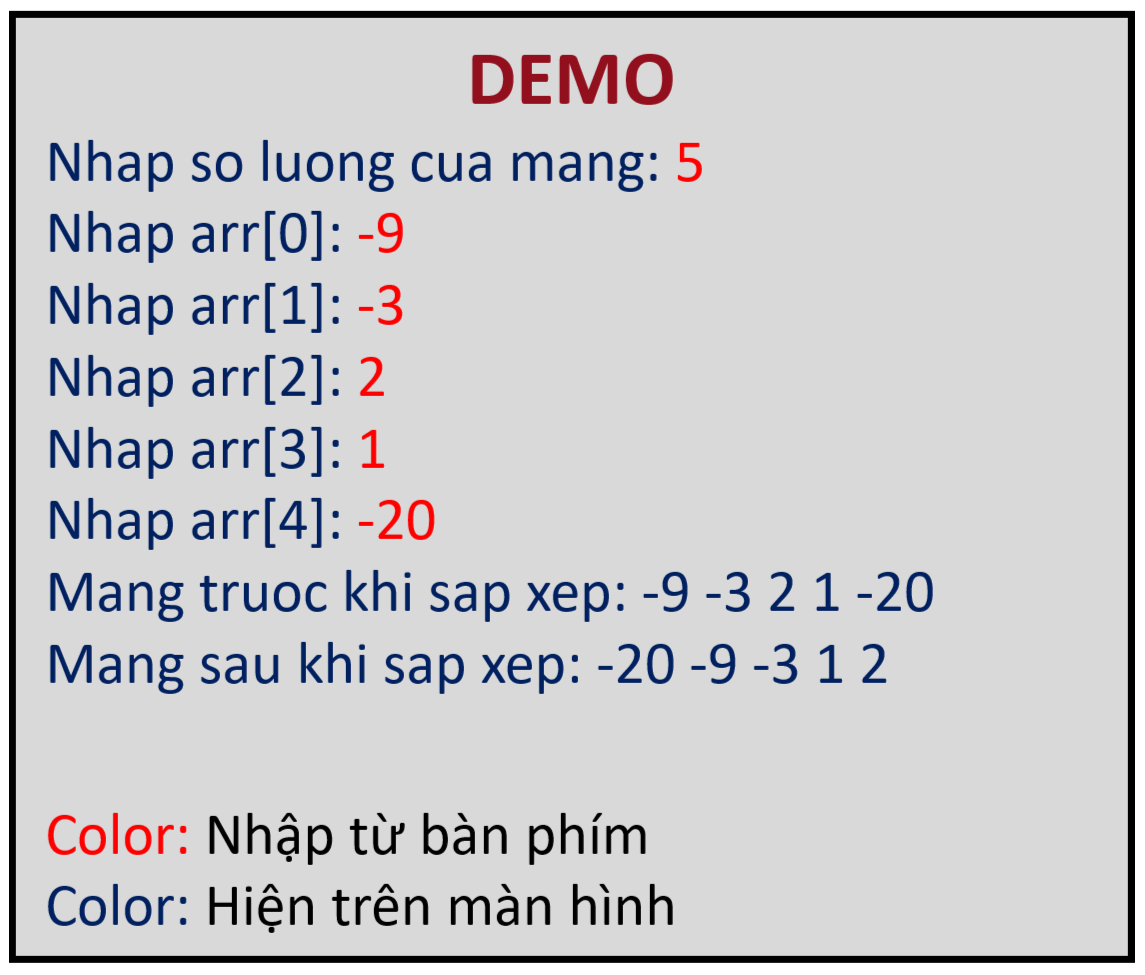 DEMO
Nhap so luong cua mang: 5
Nhap arr[0]: -9
Nhap arr[1]: -3
Nhap arr[2]: 2
Nhap arr[3]: 1
Nhap arr[4]: -20
Mang truoc khi sap xep: -9 -3 2 1 -20
Mang sau khi sap xep: -20 -9 -3 1 2
Color: Nhập từ bàn phím
Color: Hiện trên màn hình